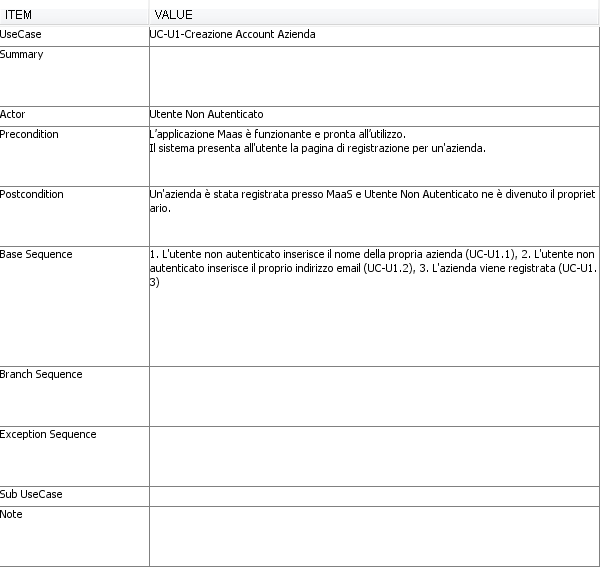 ITEM VALUE
UseCase UC-U1-Creazione Account Azienda
Summary
Actor Utente Non Autenticato
Precondition L'applicazione Maas è funzionante e pronta all'utilizzo.
Il sistema presenta all'utente la pagina di registrazione per un'azienda.
Postcondition Un'azienda è stata registrata presso MaaS e Utente Non Autenticato ne è divenuto il propriet
ario.
Base Sequence 1. L'utente non autenticato inserisce il nome della propria azienda (UC-U1.1), 2. L'utente non
autenticato inserisce il proprio indirizzo email (UC-U1.2), 3. L'azienda viene registrata (UC-U1.
3)
Branch Sequence
Exception Sequence
Sub UseCase
Note